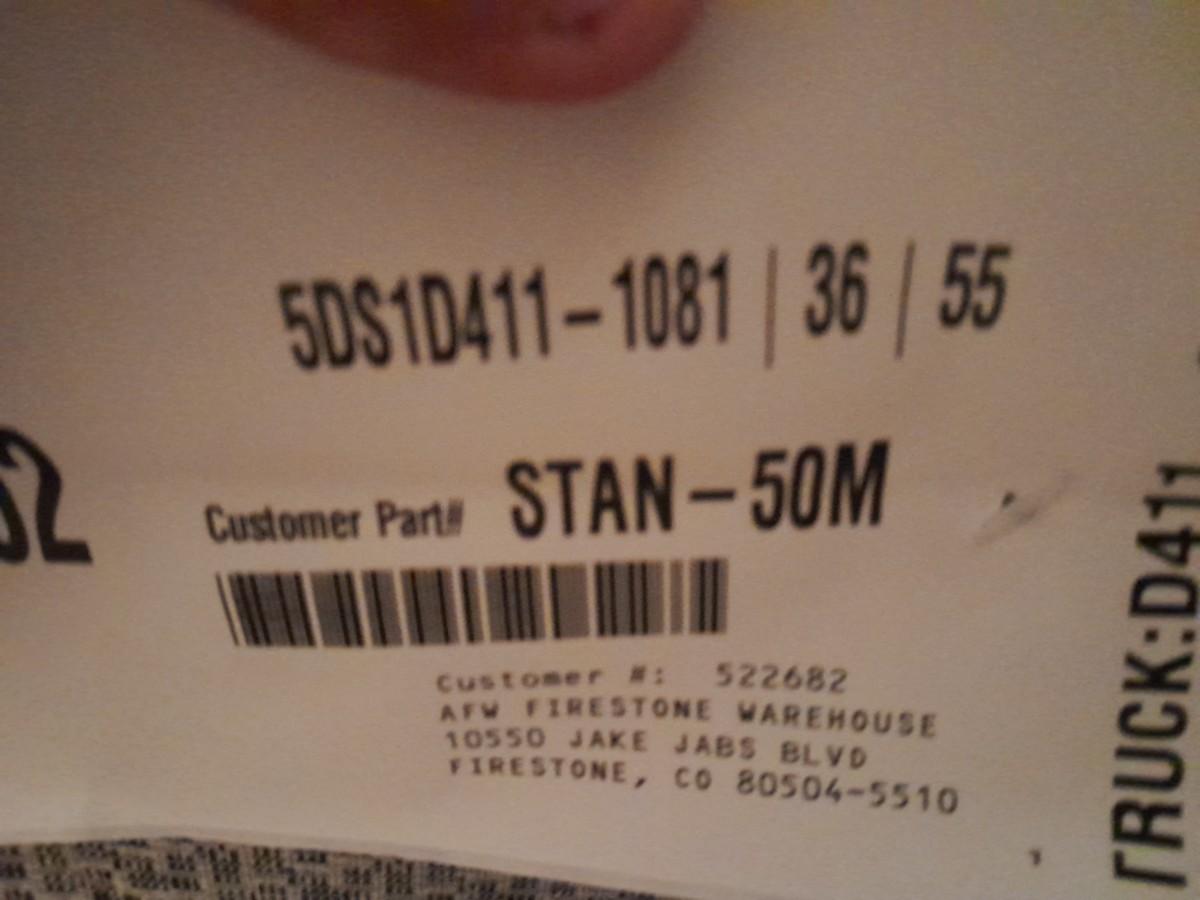 5DS1D411-1081 | 36 | 55
52
Customer Part# STAN-50M
Customer #: 522682
AFW FIRESTONE WAREHOUSE
10550 JAKE JABS BLVD
FIRESTONE, CO 80504-5510
TRUCK:D411